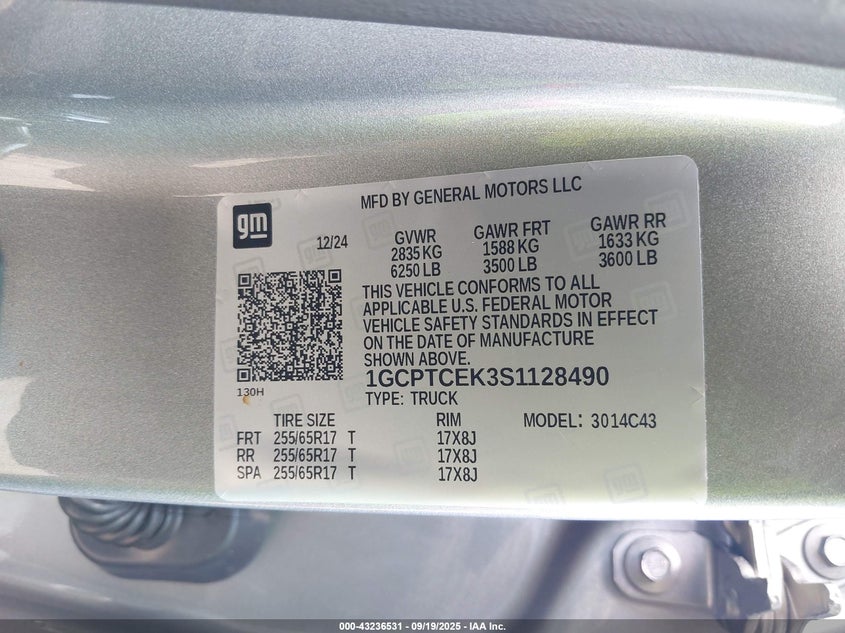 MFD BY GENERAL MOTORS LLC
gm
12/24
GVWR GAWR FRT GAWR RR
2835 KG 1588 KG 1633 KG
6250 LB 3500 LB 3600 LB
THIS VEHICLE CONFORMS TO ALL
APPLICABLE U.S. FEDERAL MOTOR
VEHICLE SAFETY STANDARDS IN EFFECT
ON THE DATE OF MANUFACTURE
SHOWN ABOVE.
130H
1GCPTCEK3S1128490
TYPE: TRUCK
TIRE SIZE RIM MODEL: 3014C43
FRT 255/65R17 T 17X8J
RR 255/65R17 T 17X8J
SPA 255/65R17 T 17X8J
000-43236531 - 09/19/2025 - IAA Inc.